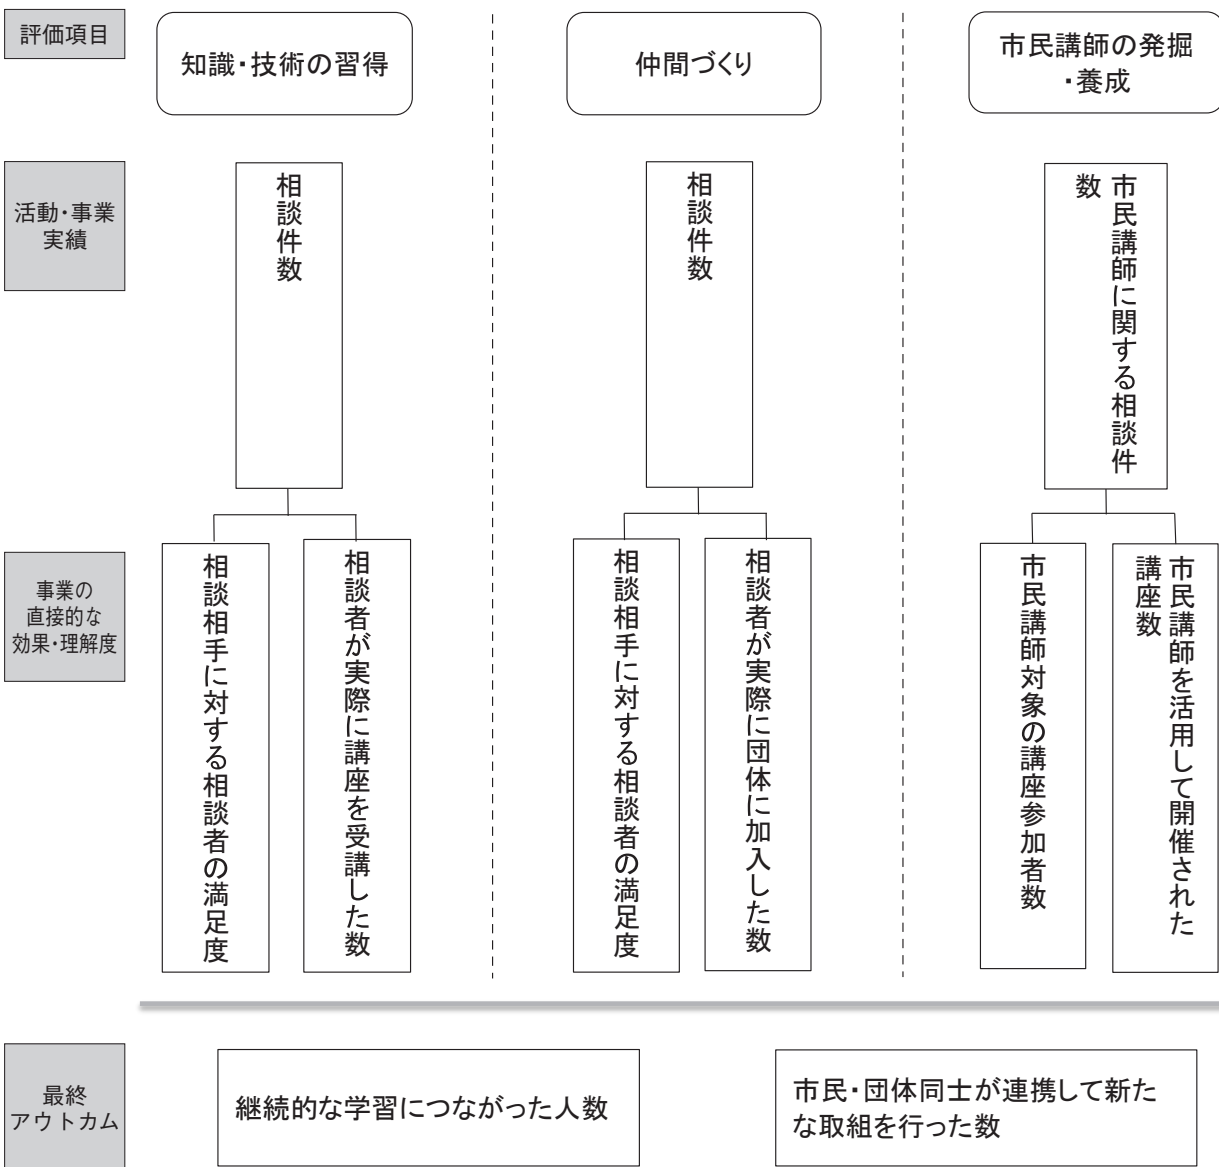 評価項目
知識・技術の習得
仲間づくり
市民講師の発掘
・養成
活動・事業
実績
相談件数
相談件数
市民講師に関する相談件
数
事業の
直接的な
効果・理解度
相談相手に対する相談者の満足度
相談者が実際に講座を受講した数
相談相手に対する相談者の満足度
相談者が実際に団体に加入した数
市民講師対象の講座参加者数
市民講師を活用して開催された
講座数
最終
アウトカム
継続的な学習につながった人数
市民・団体同士が連携して新た
な取組を行った数